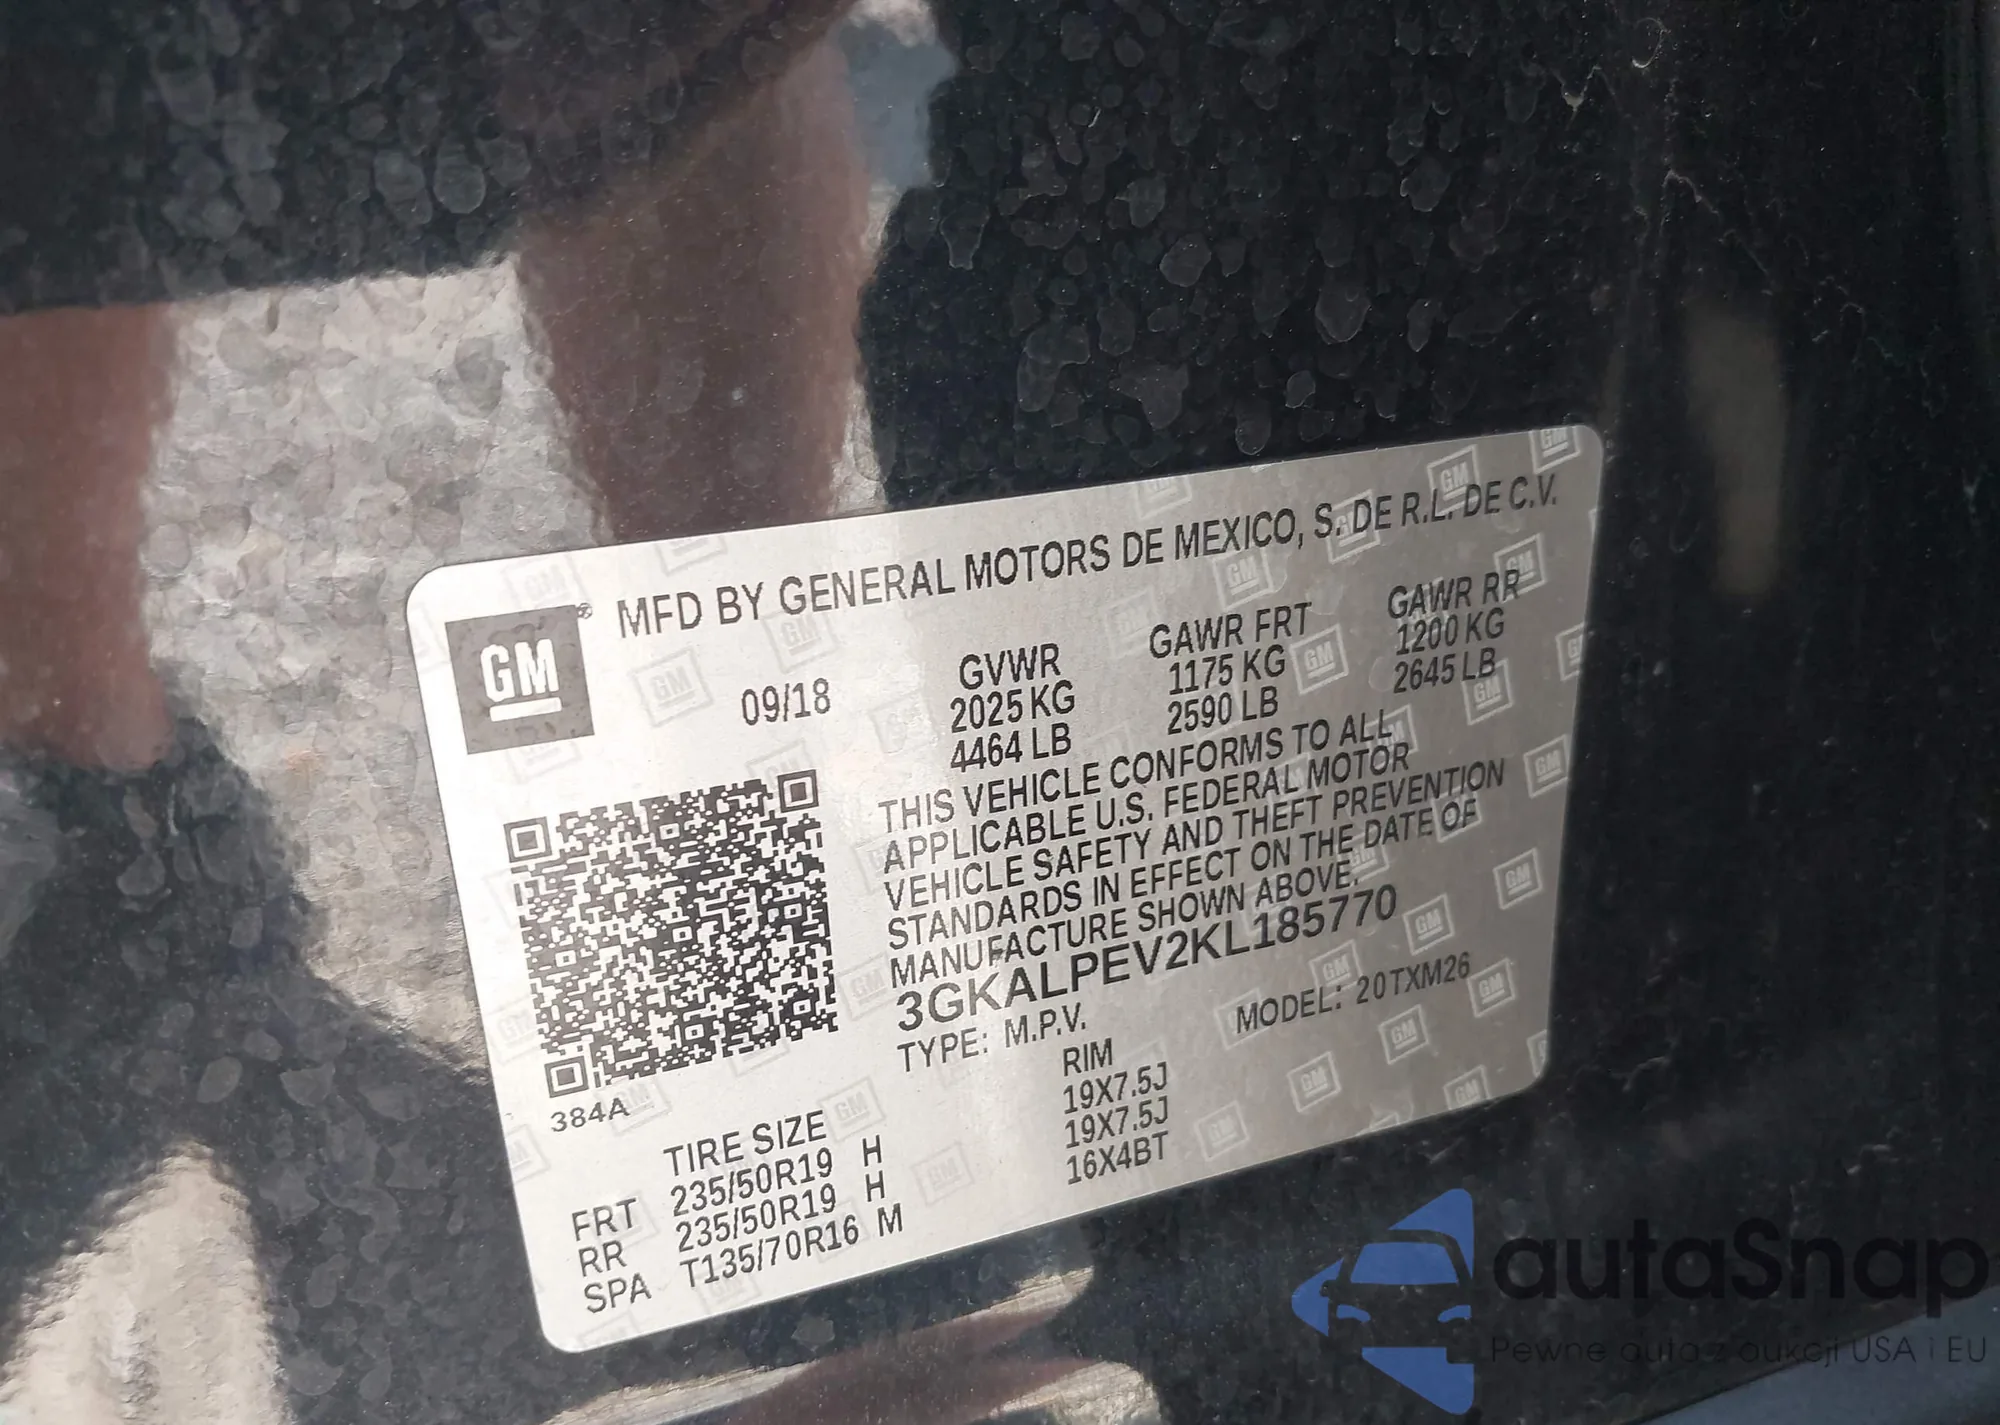 MFD BY GENERAL MOTORS DE MEXICO, S. DE R.L. DE C.V.
GM®
09/18
GVWR
2025 KG
4464 LB
GAWR FRT
1175 KG
2590 LB
GAWR RR
1200 KG
2645 LB
THIS VEHICLE CONFORMS TO ALL
APPLICABLE U.S. FEDERAL MOTOR
VEHICLE SAFETY AND THEFT PREVENTION
STANDARDS IN EFFECT ON THE DATE OF
MANUFACTURE SHOWN ABOVE.
3GKALPEV2KL185770
TYPE: M.P.V. MODEL: 20TXM26
384A
TIRE SIZE RIM
FRT 235/50R19 H 19X7.5J
RR 235/50R19 H 19X7.5J
SPA T135/70R16 M 16X4BT
autaSnap
Pewne auta z aukcji USA i EU